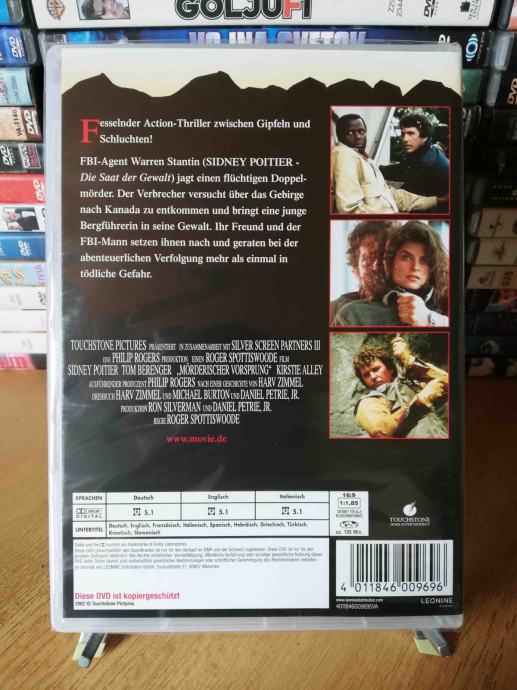 GOLJUFI
Fesselnder Action-Thriller zwischen Gipfeln und
Schluchten!
FBI-Agent Warren Stantin (SIDNEY POITIER -
Die Saat der Gewalt) jagt einen flüchtigen Doppel-
mörder. Der Verbrecher versucht über das Gebirge
nach Kanada zu entkommen und bringt eine junge
Bergführerin in seine Gewalt. Ihr Freund und der
FBI-Mann setzen ihnen nach und geraten bei der
abenteuerlichen Verfolgung mehr als einmal in
tödliche Gefahr.
TOUCHSTONE PICTURES PRÄSENTIERT IN ZUSAMMENARBEIT MIT SILVER SCREEN PARTNERS III
EINE PHILIP ROGERS PRODUKTION EINEN ROGER SPOTTISWOODE FILM
SIDNEY POITIER TOM BERENGER „MÖRDERISCHER VORSPRUNG“ KIRSTIE ALLEY
AUSFÜHRENDER PRODUZENT PHILIP ROGERS NACH EINER GESCHICHTE VON HARV ZIMMEL
DREHBUCH HARV ZIMMEL UND MICHAEL BURTON UND DANIEL PETRIE, JR.
PRODUKTION RON SILVERMAN UND DANIEL PETRIE, JR.
REGIE ROGER SPOTTISWOODE
www.movie.de
SPRACHEN Deutsch Englisch Italienisch
DOLBY DIGITAL 5.1 5.1 5.1
UNTERTITEL Deutsch, Englisch, Französisch, Italienisch, Spanisch, Hebräisch, Griechisch, Türkisch,
Kroatisch, Slowenisch
16:9
1:1,85
ca. 105 Min.
TOUCHSTONE
HOME ENTERTAINMENT
Diese DVD ist kopiergeschützt
2002 © Touchstone Pictures.
4 011846 009696
www.leoninedistribution.com
4011846009695VA
LEONINE